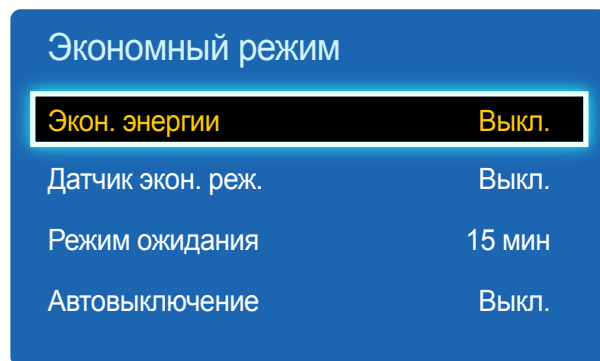 Экономный режим
Экон. энергии Выкл.
Датчик экон. реж. Выкл.
Режим ожидания 15 мин
Автовыключение Выкл.